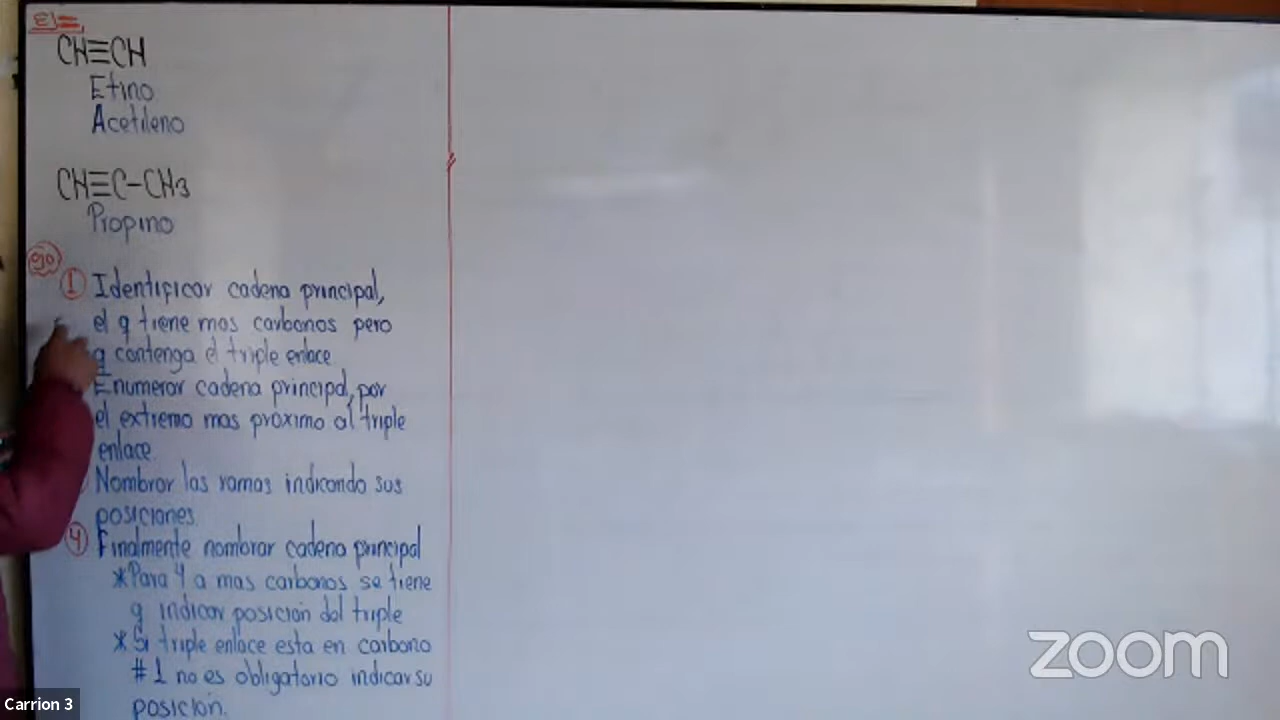 Ej=
CH≡CH
Etino
Acetileno
CH≡C-CH3
Propino
ojo
1 Identificar cadena principal,
el q tiene mas carbonos pero
q contenga el triple enlace
Enumerar cadena principal, por
el extremo mas proximo al triple
enlace.
Nombrar las ramas indicando sus
posiciones.
4 Finalmente nombrar cadena principal
*Para 4 a mas carbonos se tiene
q indicar posición del triple
*Si triple enlace esta en carbono
#1 no es obligatorio indicar su
posición.
zoom
Carrion 3